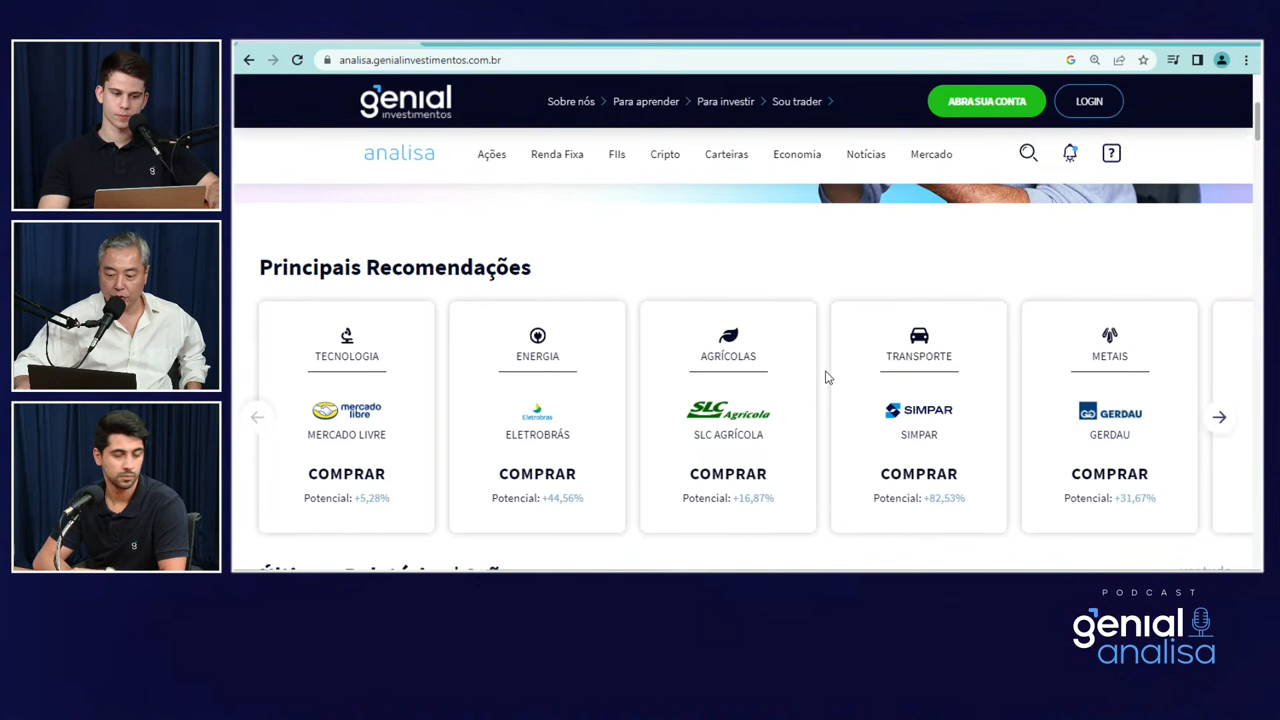 analisa.genialinvestimentos.com.br
genial
investimentos
Sobre nós
Para aprender
Para investir
Sou trader
ABRA SUA CONTA
LOGIN
analisa
Ações
Renda Fixa
FIIs
Cripto
Carteiras
Economia
Notícias
Mercado
?
Principais Recomendações
TECNOLOGIA
mercado
libre
MERCADO LIVRE
COMPRAR
Potencial: +5,28%
ENERGIA
Eletrobras
ELETROBRÁS
COMPRAR
Potencial: +44,56%
AGRÍCOLAS
SLC Agrícola
SLC AGRÍCOLA
COMPRAR
Potencial: +16,87%
TRANSPORTE
SIMPAR
SIMPAR
COMPRAR
Potencial: +82,53%
METAIS
GERDAU
GERDAU
COMPRAR
Potencial: +31,67%
PODCAST
genial
analisa